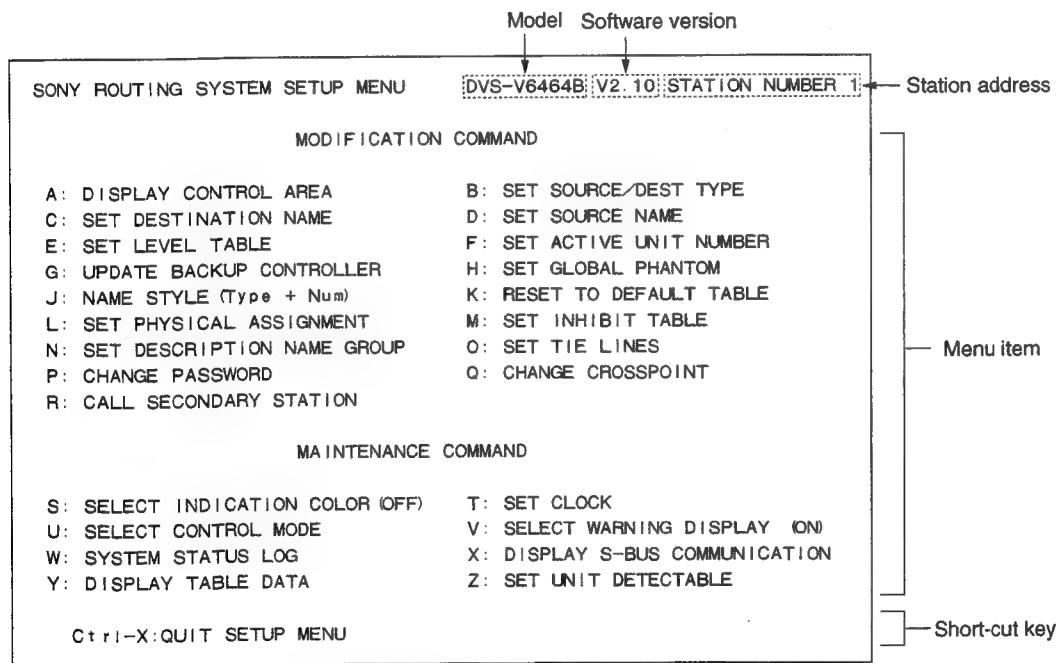 Model Software version
SONY ROUTING SYSTEM SETUP MENU DVS-V6464B V2.10 STATION NUMBER 1 Station address
MODIFICATION COMMAND
A: DISPLAY CONTROL AREA B: SET SOURCE/DEST TYPE
C: SET DESTINATION NAME D: SET SOURCE NAME
E: SET LEVEL TABLE F: SET ACTIVE UNIT NUMBER
G: UPDATE BACKUP CONTROLLER H: SET GLOBAL PHANTOM
J: NAME STYLE (Type + Num) K: RESET TO DEFAULT TABLE
L: SET PHYSICAL ASSIGNMENT M: SET INHIBIT TABLE
N: SET DESCRIPTION NAME GROUP O: SET TIE LINES
Menu item
P: CHANGE PASSWORD Q: CHANGE CROSSPOINT
R: CALL SECONDARY STATION
MAINTENANCE COMMAND
S: SELECT INDICATION COLOR (OFF) T: SET CLOCK
U: SELECT CONTROL MODE V: SELECT WARNING DISPLAY (ON)
W: SYSTEM STATUS LOG X: DISPLAY S-BUS COMMUNICATION
Y: DISPLAY TABLE DATA Z: SET UNIT DETECTABLE
Ctrl-X:QUIT SETUP MENU Short-cut key